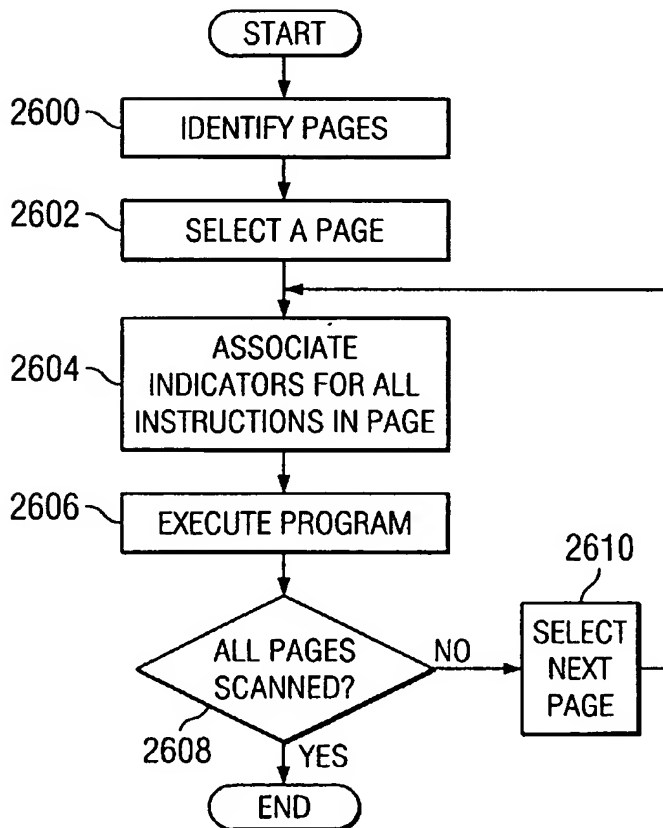 START
2600
IDENTIFY PAGES
2602
SELECT A PAGE
2604
ASSOCIATE
INDICATORS FOR ALL
INSTRUCTIONS IN PAGE
2606
EXECUTE PROGRAM
2610
ALL PAGES
SCANNED?
NO
SELECT
NEXT
PAGE
2608
YES
END